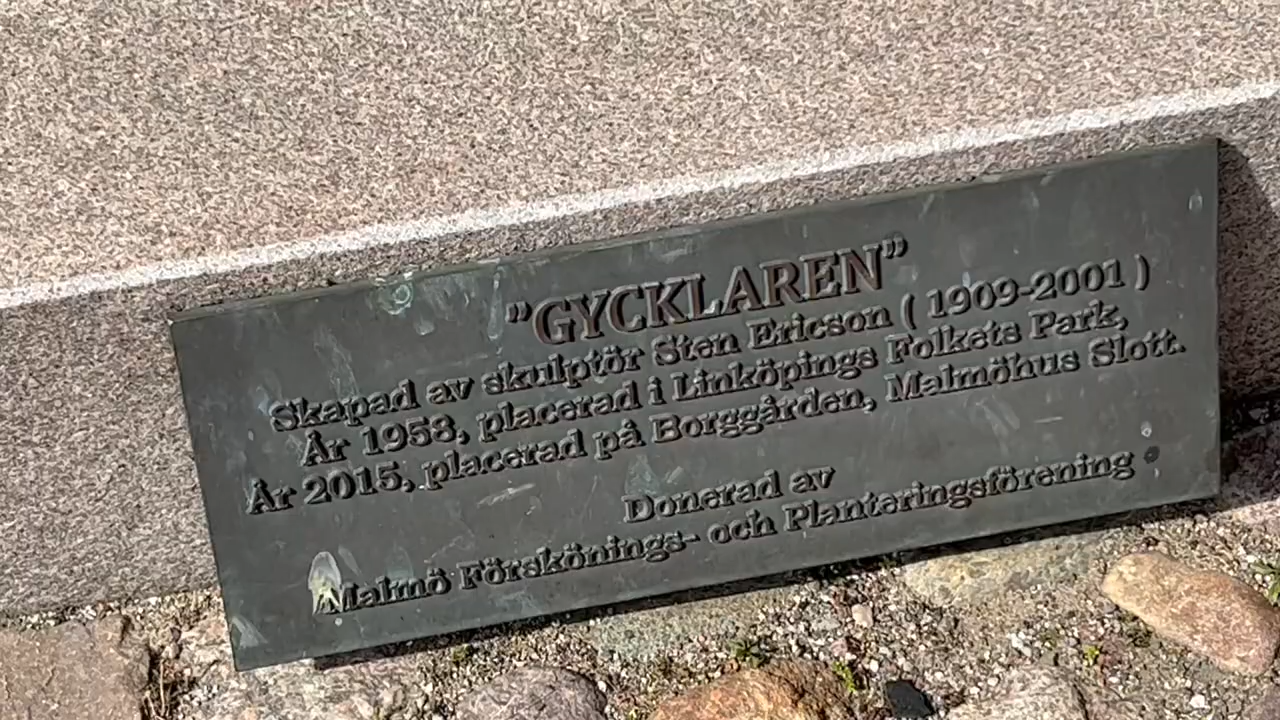 "GYCKLAREN"
Skapad av skulptör Sten Ericson ( 1909-2001 )
År 1958, placerad i Linköpings Folkets Park,
År 2015, placerad på Borggården, Malmöhus Slott.
Donerad av
Malmö Förskönings- och Planteringsförening